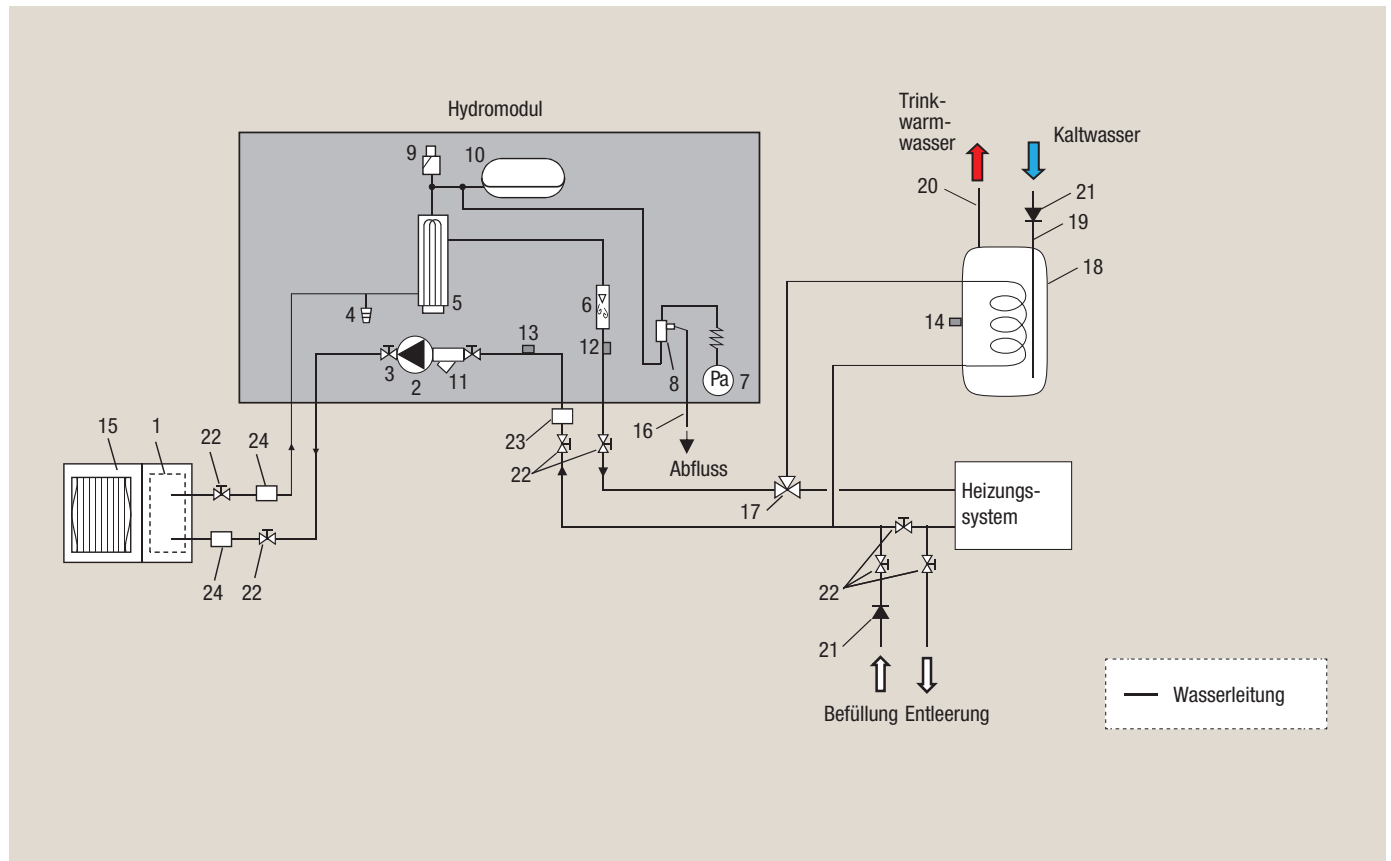 Hydromodul
Trink-
warm-
wasser
Kaltwasser
9
10
20
21
19
18
4
5
6
14
13
12
3
2
11
8
Pa
7
15
1
22
24
23
22
16
Abfluss
17
Heizungs-
system
24
22
22
21
Befüllung
Entleerung
Wasserleitung